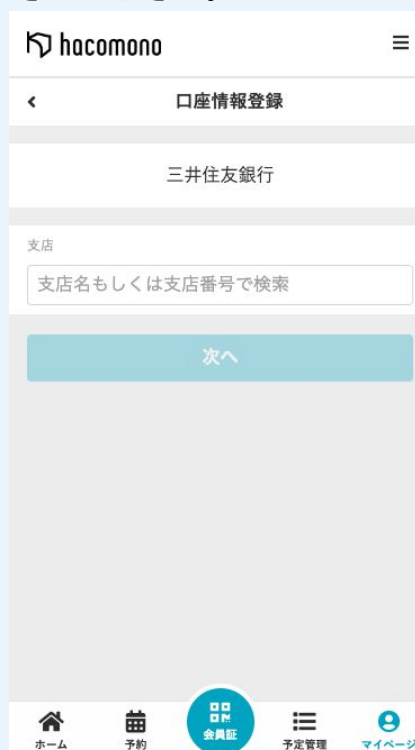 hacomono
口座情報登録
三井住友銀行
支店
支店名もしくは支店番号で検索
次へ
ホーム
予約
会員証
予定管理
マイページ